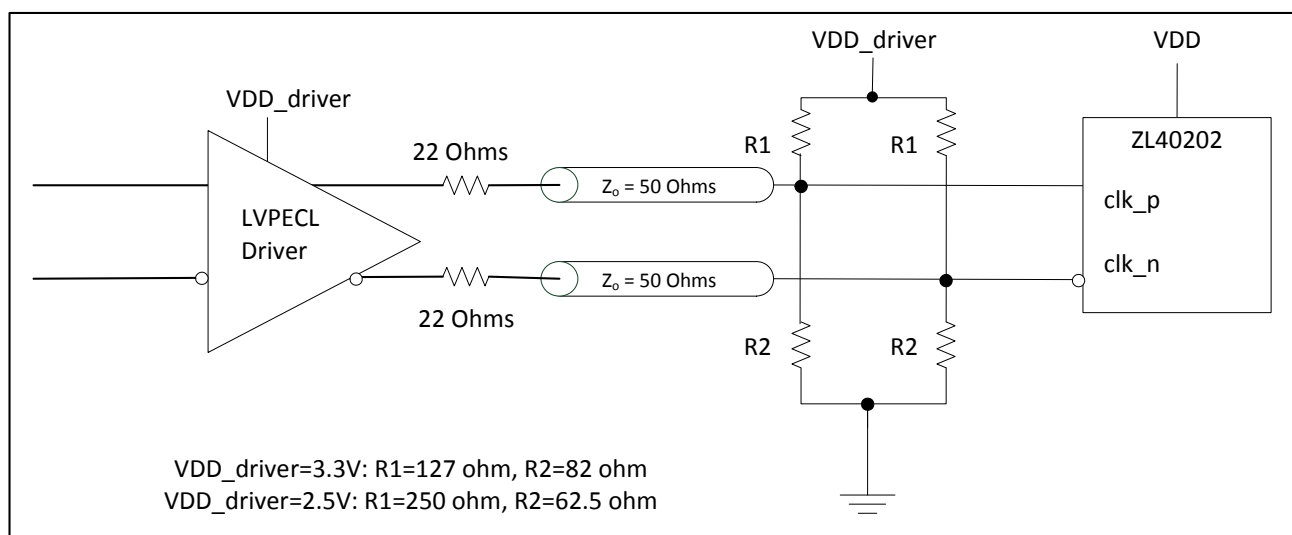 VDD_driver
VDD
VDD_driver
22 Ohms
R1
R1
ZL40202
Zo = 50 Ohms
clk_p
LVPECL
Driver
clk_n
Zo = 50 Ohms
22 Ohms
R2
R2
VDD_driver=3.3V: R1=127 ohm, R2=82 ohm
VDD_driver=2.5V: R1=250 ohm, R2=62.5 ohm